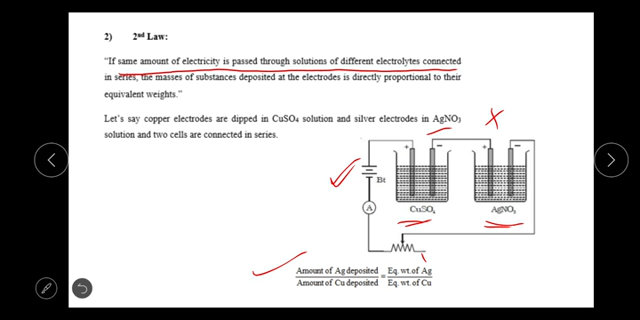 2) 2nd Law:
“If same amount of electricity is passed through solutions of different electrolytes connected
in series, the masses of substances deposited at the electrodes is directly proportional to their
equivalent weights.”
Let’s say copper electrodes are dipped in CuSO₄ solution and silver electrodes in AgNO₃
solution and two cells are connected in series.
+ − + −
Bt
A
CuSO₄ AgNO₃
Amount of Ag deposited = Eq. wt. of Ag
Amount of Cu deposited Eq. wt. of Cu